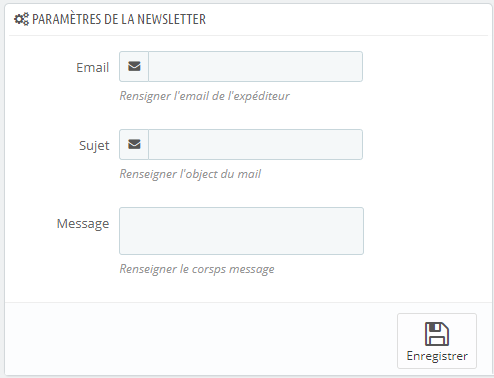 PARAMÈTRES DE LA NEWSLETTER
Email
Rensigner l'email de l'expéditeur
Sujet
Renseigner l'object du mail
Message
Renseigner le corsps message
Enregistrer